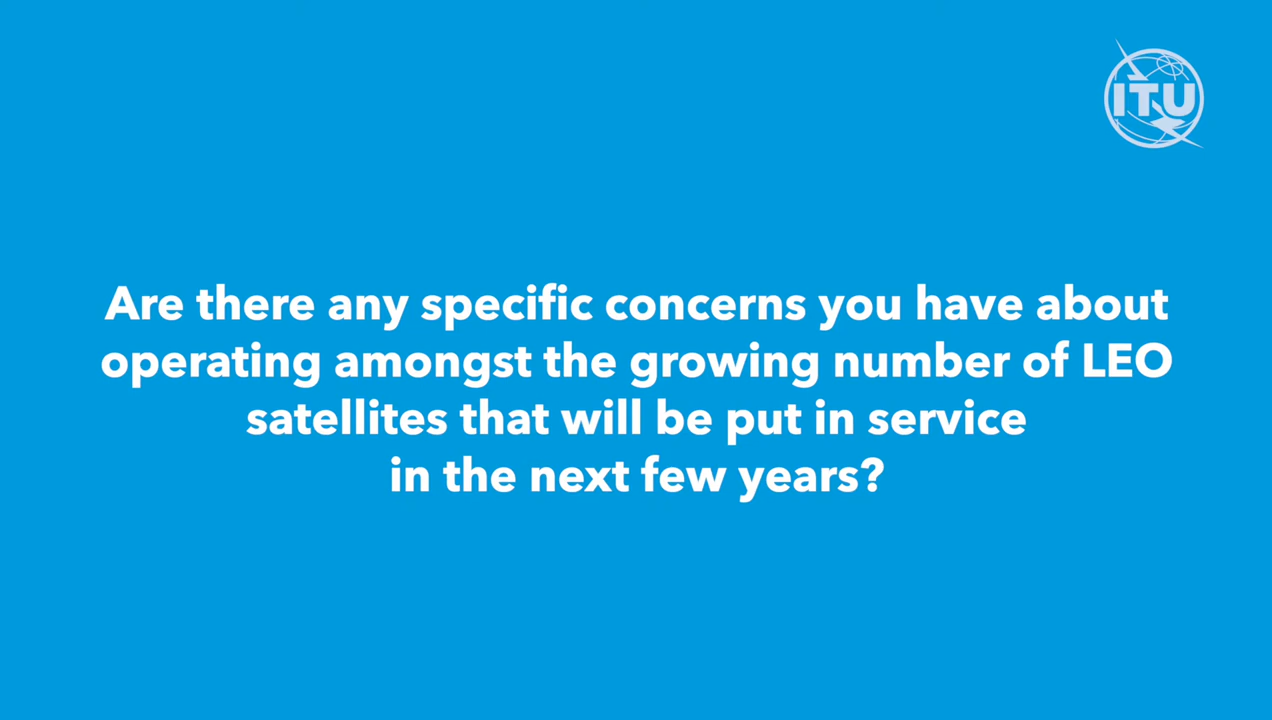 ITU
Are there any specific concerns you have about
operating amongst the growing number of LEO
satellites that will be put in service
in the next few years?